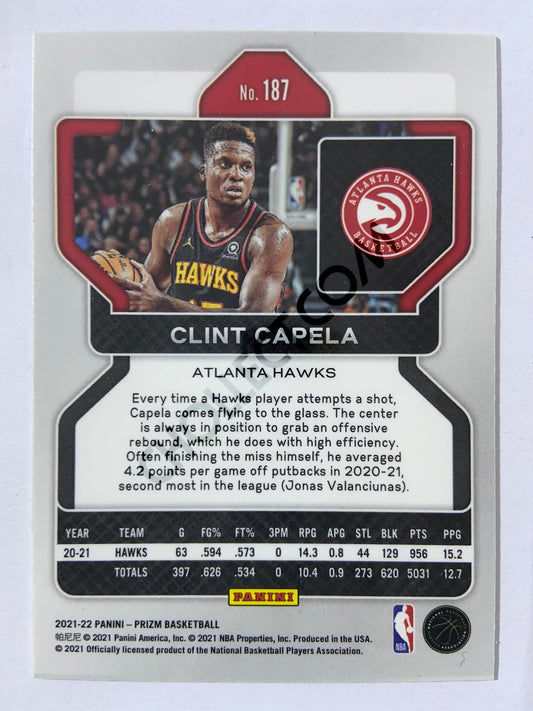 No. 187
ATLANTA HAWKS
BASKETBALL
HAWKS
CLINT CAPELA
ATLANTA HAWKS
Every time a Hawks player attempts a shot,
Capela comes flying to the glass. The center
is always in position to grab an offensive
rebound, which he does with high efficiency.
Often finishing the miss himself, he averaged
4.2 points per game off putbacks in 2020-21,
second most in the league (Jonas Valanciunas).
YEAR TEAM G FG% FT% 3PM RPG APG STL BLK PTS PPG
20-21 HAWKS 63 .594 .573 0 14.3 0.8 44 129 956 15.2
TOTALS 397 .626 .534 0 10.4 0.9 273 620 5031 12.7
PANINI
2021-22 PANINI – PRIZM BASKETBALL
帕尼尼 © 2021 Panini America, Inc. © 2021 NBA Properties, Inc. Produced in the USA.
© 2021 Officially licensed product of the National Basketball Players Association.
NBA